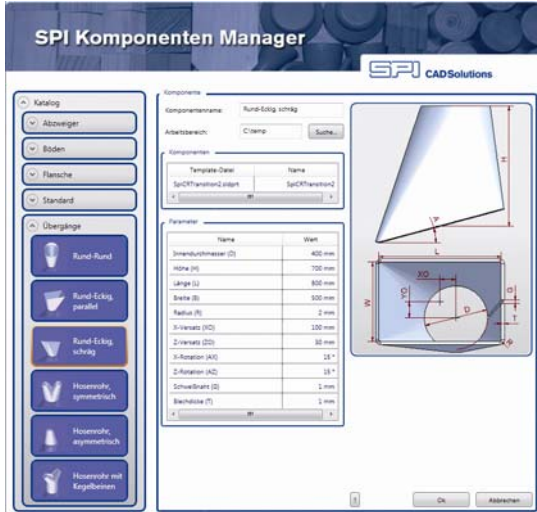 SPI Komponenten Manager
SPI CADSolutions
Katalog
Abzweiger
Böden
Flansche
Standard
Übergänge
Rund-Rund
Rund-Eckig,
parallel
Rund-Eckig,
schräg
Hosenrohr,
symmetrisch
Hosenrohr,
asymmetrisch
Hosenrohr mit
Kegelbeinen
Komponente
Komponentenname: Rund-Eckig, schräg
Arbeitsbereich: C:\temp Suche...
Komponenten
Template-Datei Name
SpiCRTransition2.sldprt SpiCRTransition2
Parameter
Name Wert
Innendurchmesser (D) 400 mm
Höhe (H) 700 mm
Länge (L) 800 mm
Breite (B) 500 mm
Radius (R) 2 mm
X-Versatz (XO) 100 mm
Z-Versatz (ZO) 50 mm
X-Rotation (AX) 15 °
Z-Rotation (AZ) 15 °
Schweißnaht (G) 1 mm
Blechdicke (T) 1 mm
H
A
L
XO
YO
W
D
G
T
R
! Ok Abbrechen